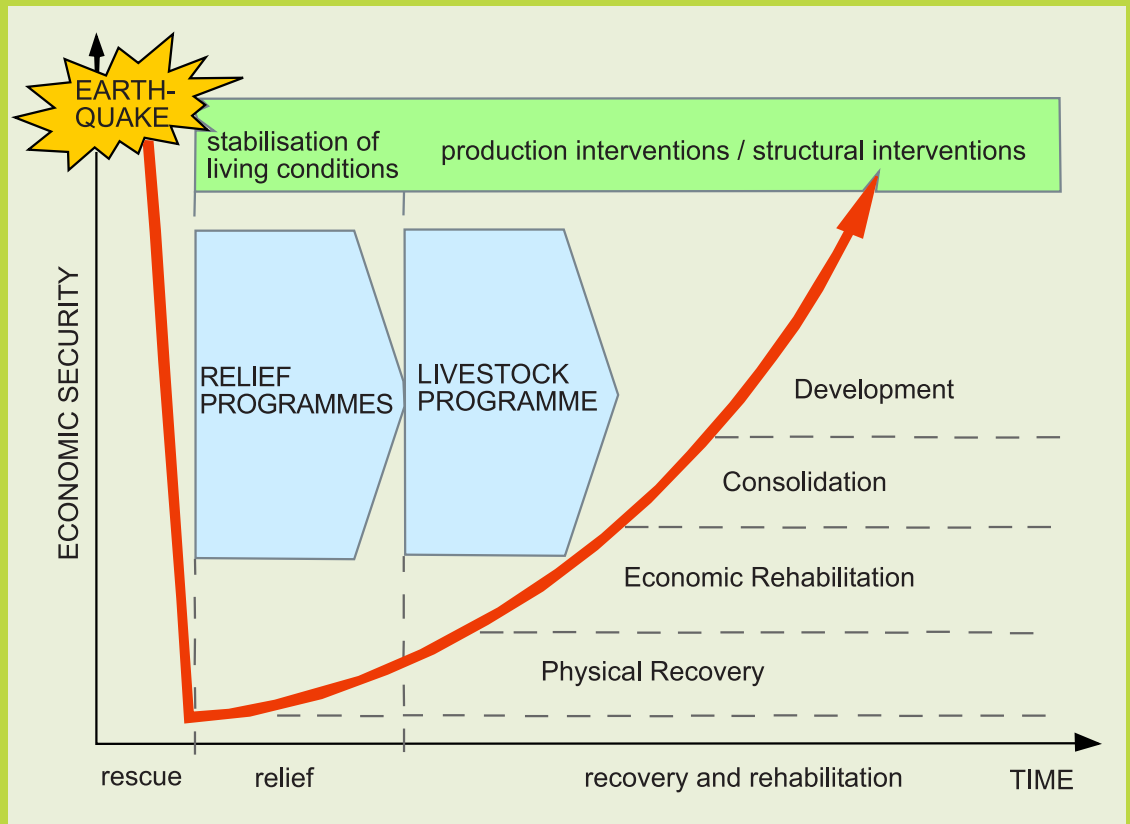 EARTH-
QUAKE
stabilisation of
living conditions
production interventions / structural interventions
ECONOMIC SECURITY
RELIEF
PROGRAMMES
LIVESTOCK
PROGRAMME
Development
Consolidation
Economic Rehabilitation
Physical Recovery
rescue
relief
recovery and rehabilitation
TIME